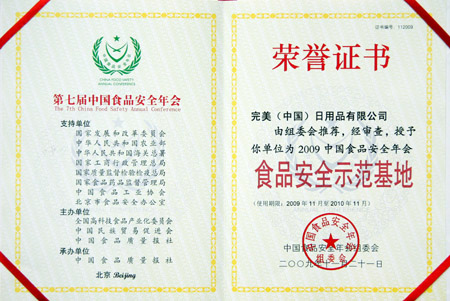 CHINA FOOD SAFETY
ANNUAL CONFERENCE
第七届中国食品安全年会
The 7th China Food Safety Annual Conference
支持单位
国家发展和改革委员会
中华人民共和国农业部
中华人民共和国海关总署
国家工商行政管理总局
国家质量监督检验检疫总局
国家食品药品监督管理局
中国食品工业协会
北京市食品安全办公室
主办单位
全国高科技食品产业化委员会
中国民族贸易促进会
中国食品质量报社
承办单位
中国食品质量报社
北京 Beijing
证书编号：112009
荣誉证书
完美（中国）日用品有限公司
由组委会推荐，经审查，授予
你单位为2009中国食品安全年会
食品安全示范基地
（使用期限：2009年11月至2010年11月）
中国食品安全年会组委会
二〇〇九年十一月二十一日
中国食品安全年会
组委会